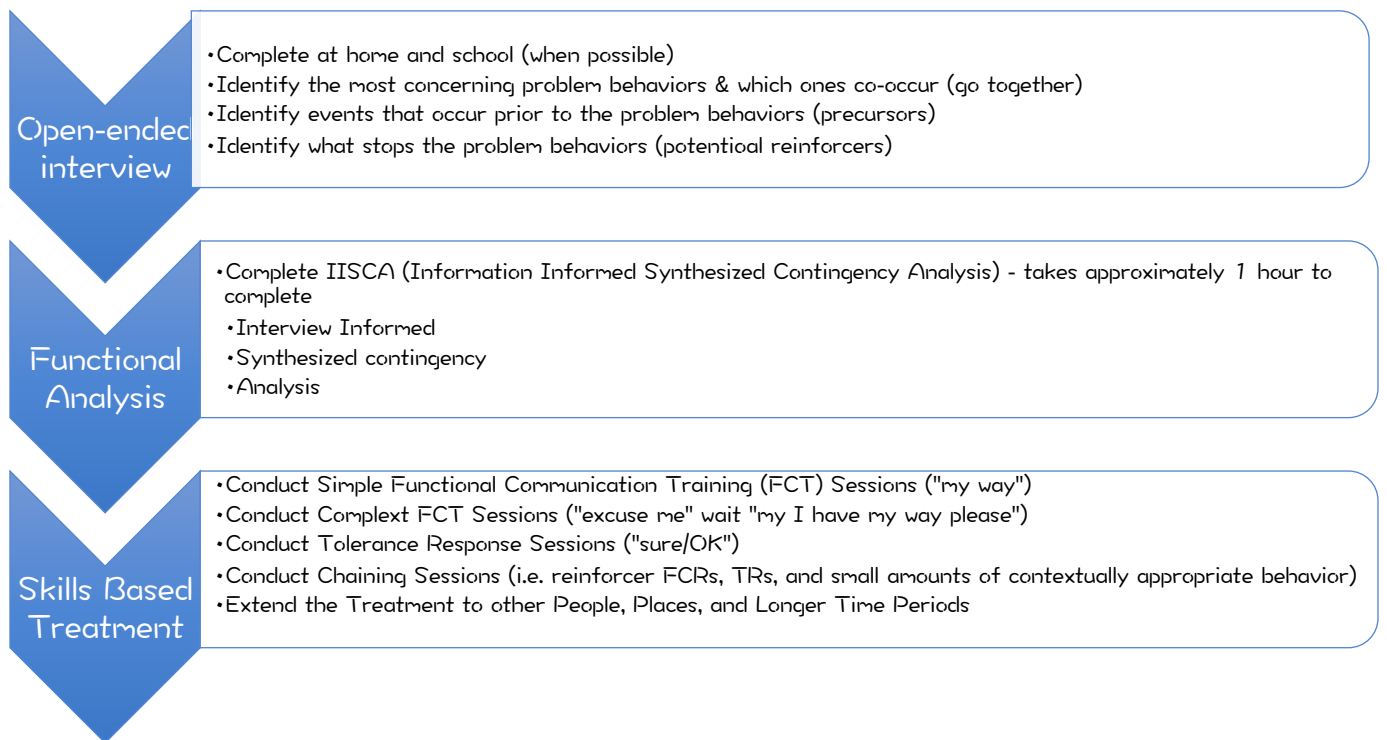 Open-ended
interview
•Complete at home and school (when possible)
•Identify the most concerning problem behaviors & which ones co-occur (go together)
•Identify events that occur prior to the problem behaviors (precursors)
•Identify what stops the problem behaviors (potentioal reinforcers)
Functional
Analysis
•Complete IISCA (Information Informed Synthesized Contingency Analysis) - takes approximately 1 hour to
complete
•Interview Informed
•Synthesized contingency
•Analysis
Skills Based
Treatment
•Conduct Simple Functional Communication Training (FCT) Sessions ("my way")
•Conduct Complext FCT Sessions ("excuse me" wait "my I have my way please")
•Conduct Tolerance Response Sessions ("sure/OK")
•Conduct Chaining Sessions (i.e. reinforcer FCRs, TRs, and small amounts of contextually appropriate behavior)
•Extend the Treatment to other People, Places, and Longer Time Periods